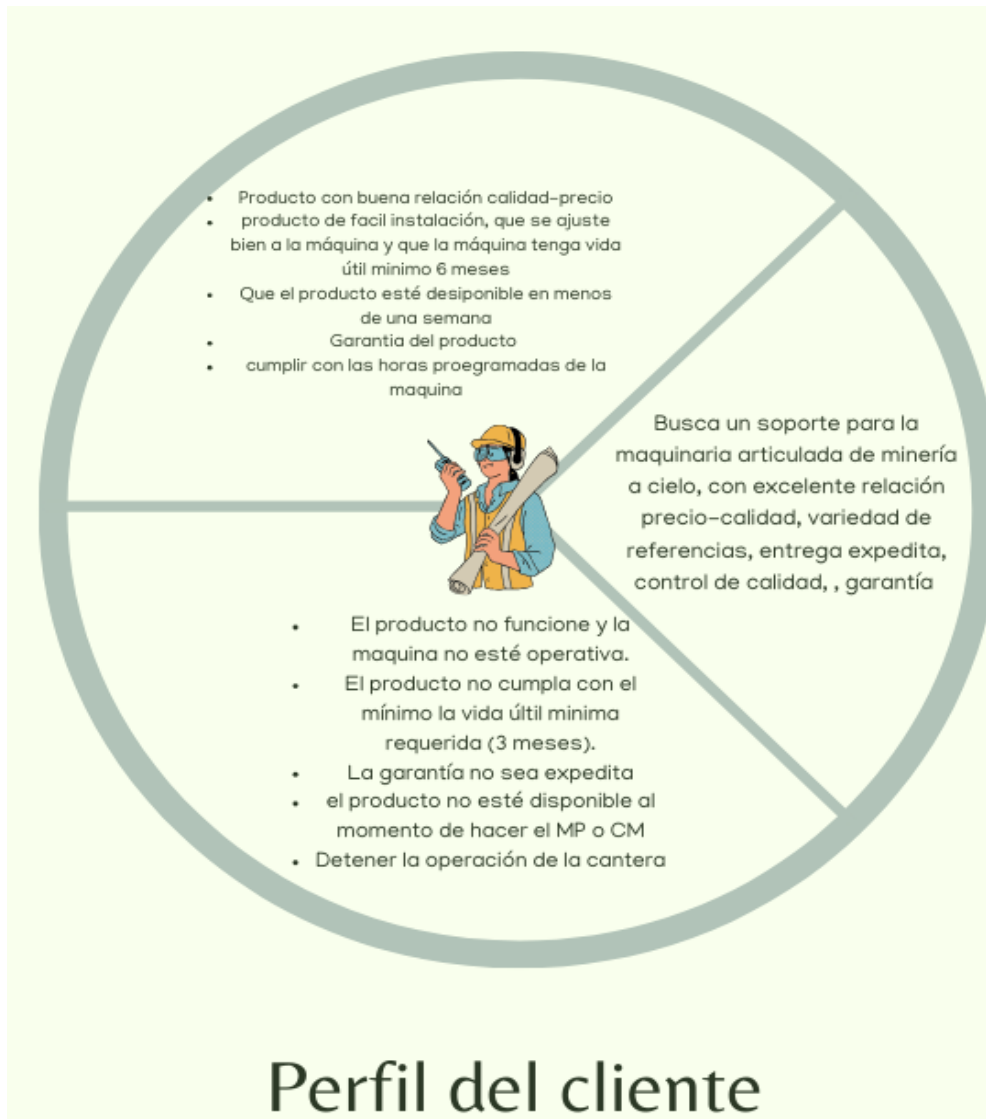 • Producto con buena relación calidad-precio
• producto de facil instalación, que se ajuste
bien a la máquina y que la máquina tenga vida
útil minimo 6 meses
• Que el producto esté desiponible en menos
de una semana
• Garantia del producto
• cumplir con las horas proegramadas de la
maquina
Busca un soporte para la
maquinaria articulada de minería
a cielo, con excelente relación
precio-calidad, variedad de
referencias, entrega expedita,
control de calidad, , garantía
• El producto no funcione y la
maquina no esté operativa.
• El producto no cumpla con el
mínimo la vida últil minima
requerida (3 meses).
• La garantía no sea expedita
• el producto no esté disponible al
momento de hacer el MP o CM
• Detener la operación de la cantera
Perfil del cliente